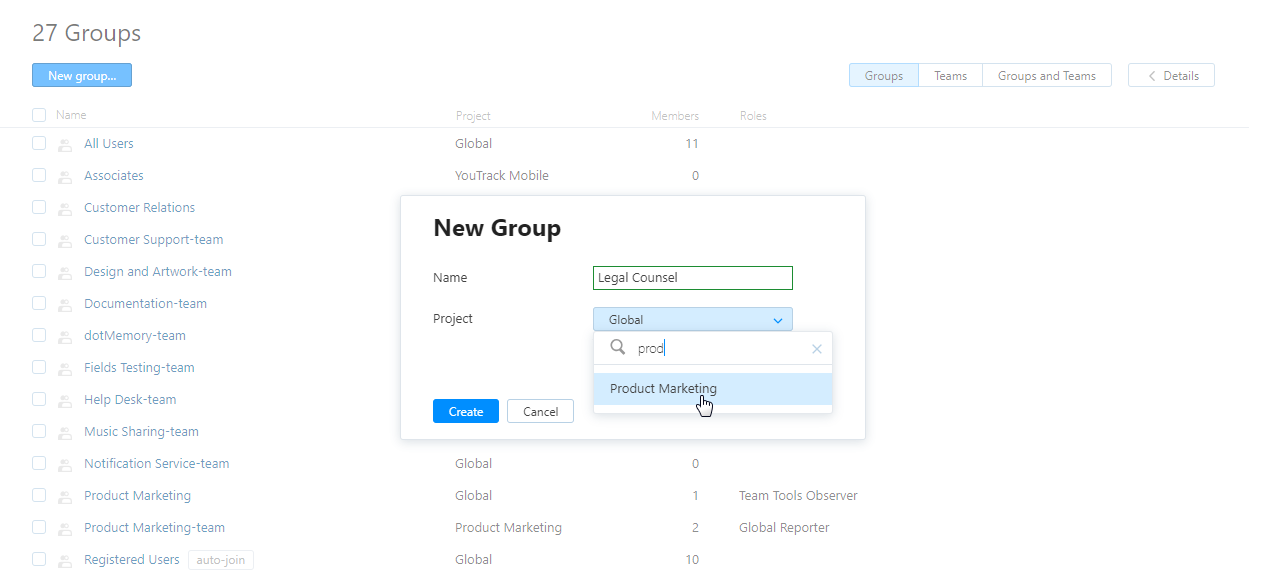 27 Groups
New group...
Groups Teams Groups and Teams Details
Name Project Members Roles
All Users Global 11
Associates YouTrack Mobile 0
Customer Relations
Customer Support-team
Design and Artwork-team
Documentation-team
dotMemory-team
Fields Testing-team
Help Desk-team
Music Sharing-team
New Group
Name Legal Counsel
Project Global
prod
Product Marketing
Create Cancel
Notification Service-team Global 0
Product Marketing Global 1 Team Tools Observer
Product Marketing-team Product Marketing 2 Global Reporter
Registered Users auto-join Global 10